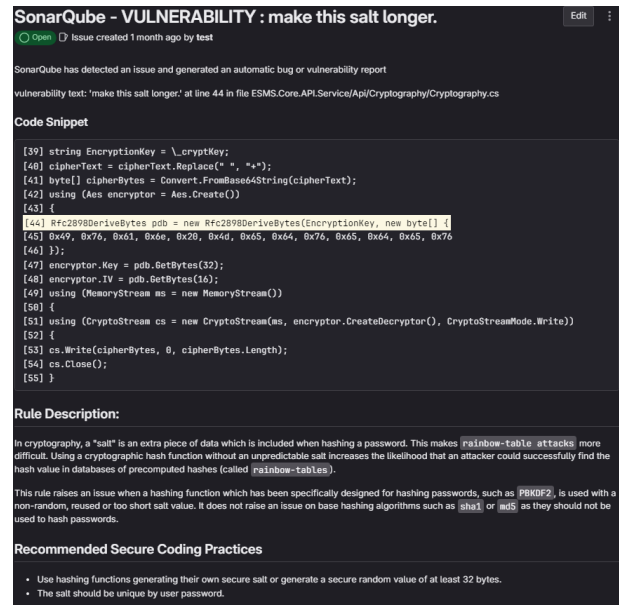 SonarQube - VULNERABILITY : make this salt longer.
Edit
Open Issue created 1 month ago by test
SonarQube has detected an issue and generated an automatic bug or vulnerability report
vulnerability text: 'make this salt longer.' at line 44 in file ESMS.Core.API.Service/Api/Cryptography/Cryptography.cs
Code Snippet
[39] string EncryptionKey = \_cryptKey;
[40] cipherText = cipherText.Replace(" ", "+");
[41] byte[] cipherBytes = Convert.FromBase64String(cipherText);
[42] using (Aes encryptor = Aes.Create())
[43] {
[44] Rfc2898DeriveBytes pdb = new Rfc2898DeriveBytes(EncryptionKey, new byte[] {
[45] 0x49, 0x76, 0x61, 0x6e, 0x20, 0x4d, 0x65, 0x64, 0x76, 0x65, 0x64, 0x65, 0x76
[46] });
[47] encryptor.Key = pdb.GetBytes(32);
[48] encryptor.IV = pdb.GetBytes(16);
[49] using (MemoryStream ms = new MemoryStream())
[50] {
[51] using (CryptoStream cs = new CryptoStream(ms, encryptor.CreateDecryptor(), CryptoStreamMode.Write))
[52] {
[53] cs.Write(cipherBytes, 0, cipherBytes.Length);
[54] cs.Close();
[55] }
Rule Description:
In cryptography, a "salt" is an extra piece of data which is included when hashing a password. This makes rainbow-table attacks more
difficult. Using a cryptographic hash function without an unpredictable salt increases the likelihood that an attacker could successfully find the
hash value in databases of precomputed hashes (called rainbow-tables).
This rule raises an issue when a hashing function which has been specifically designed for hashing passwords, such as PBKDF2, is used with a
non-random, reused or too short salt value. It does not raise an issue on base hashing algorithms such as sha1 or md5 as they should not be
used to hash passwords.
Recommended Secure Coding Practices
• Use hashing functions generating their own secure salt or generate a secure random value of at least 32 bytes.
• The salt should be unique by user password.